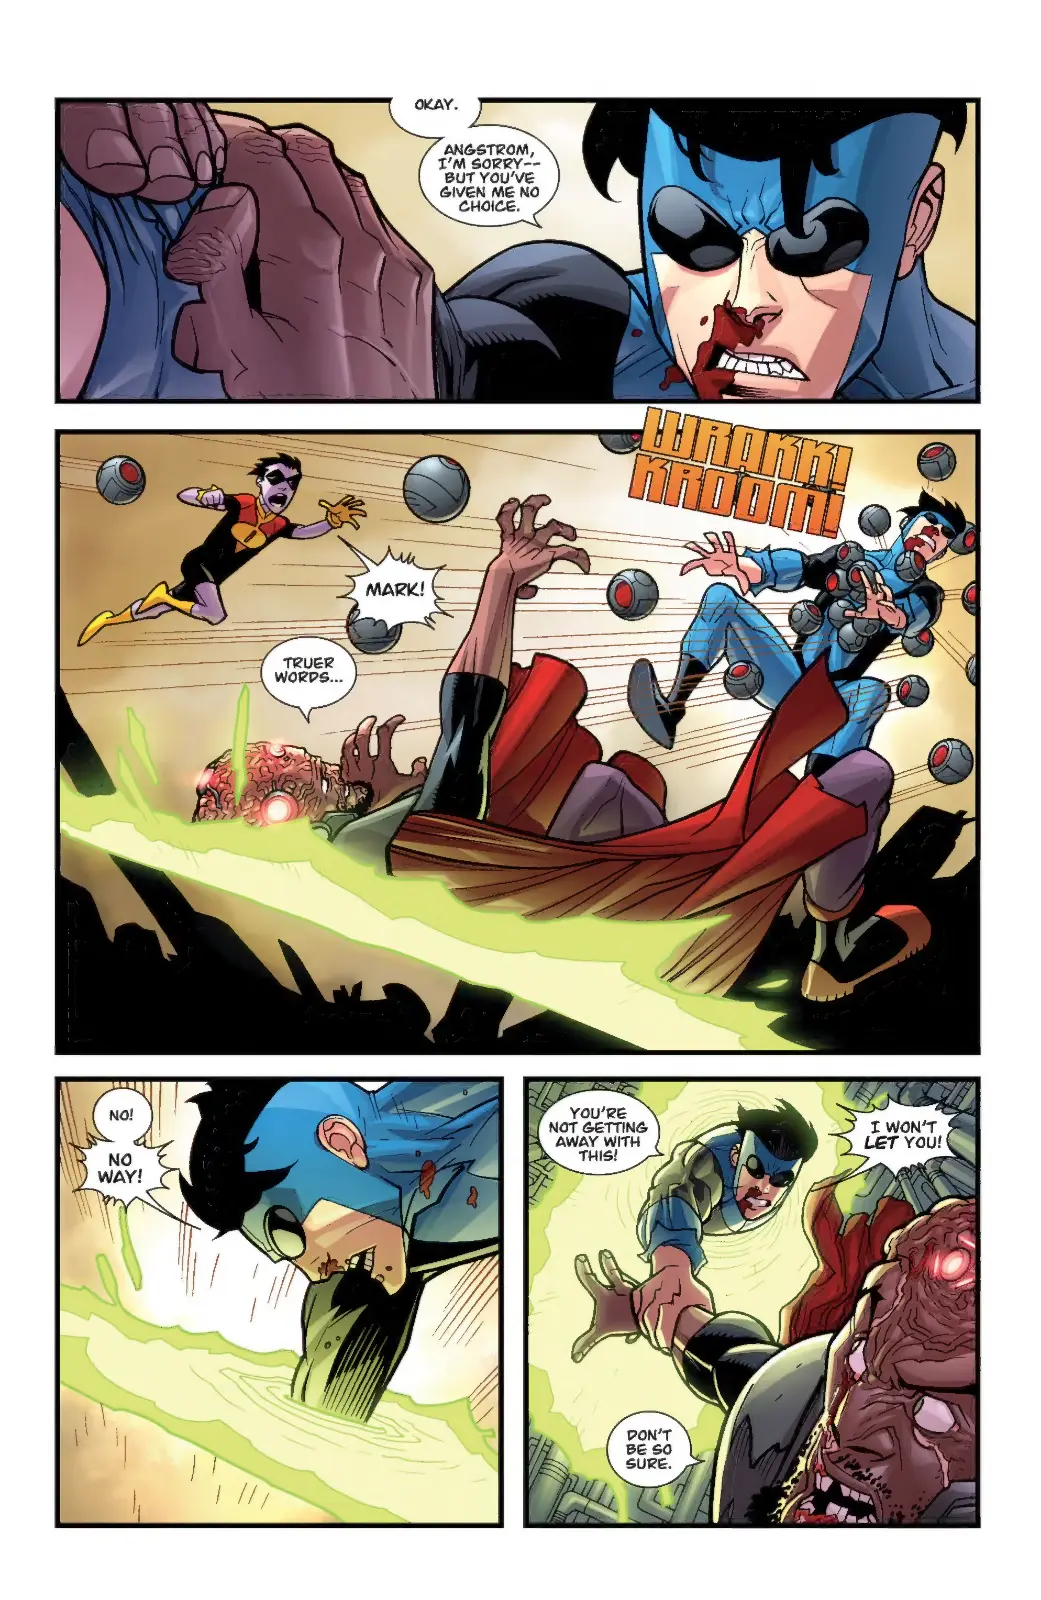 OKAY.
ANGSTROM,
I'M SORRY--
BUT YOU'VE
GIVEN ME NO
CHOICE.
WRAKK!
KROOM!
MARK!
TRUER
WORDS...
NO!
NO
WAY!
YOU'RE
NOT GETTING
AWAY WITH
THIS!
I WON'T
LET YOU!
DON'T
BE SO
SURE.